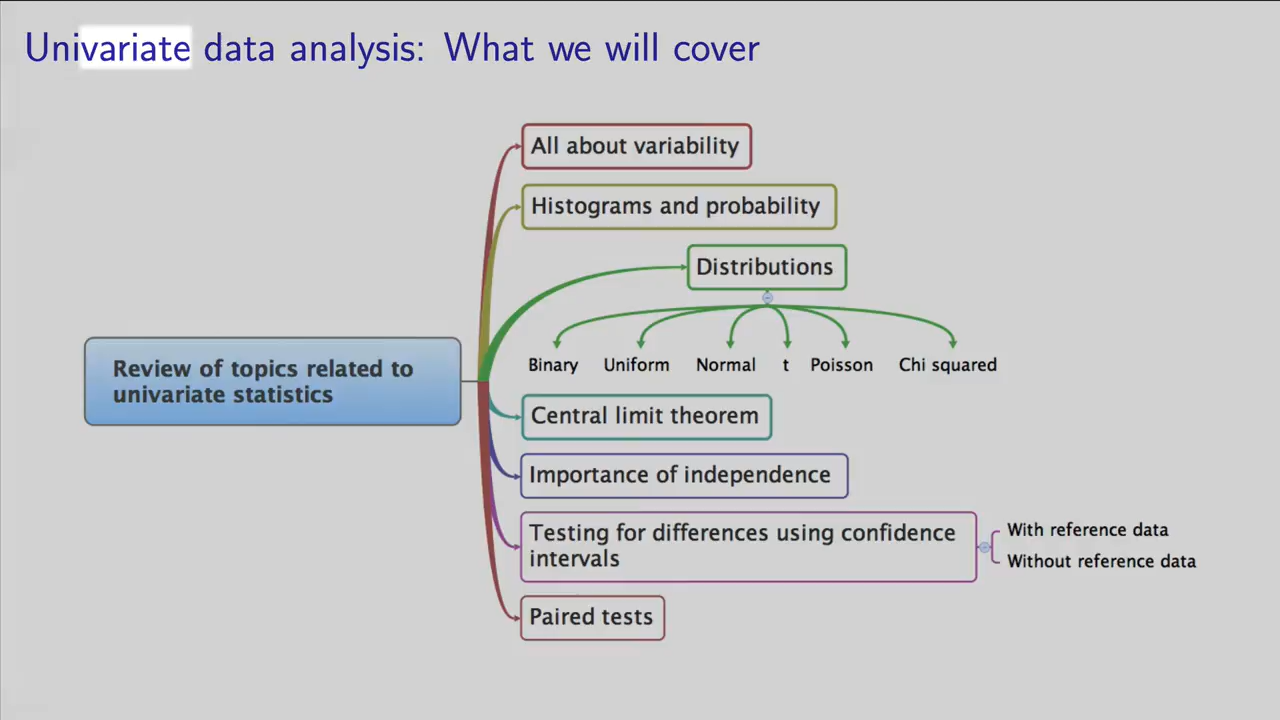 Univariate data analysis: What we will cover
All about variability
Histograms and probability
Distributions
Binary Uniform Normal t Poisson Chi squared
Review of topics related to
univariate statistics
Central limit theorem
Importance of independence
Testing for differences using confidence
intervals
With reference data
Without reference data
Paired tests